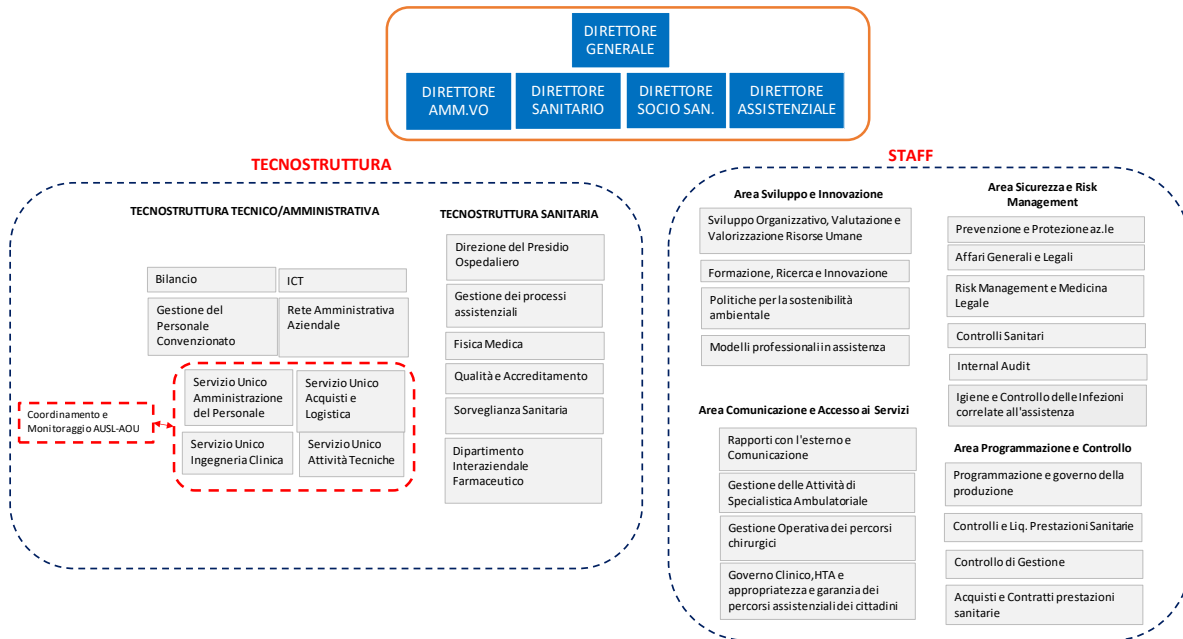 DIRETTORE
GENERALE
DIRETTORE
AMM.VO
DIRETTORE
SANITARIO
DIRETTORE
SOCIO SAN.
DIRETTORE
ASSISTENZIALE
TECNOSTRUTTURA
TECNOSTRUTTURA TECNICO/AMMINISTRATIVA
Bilancio
ICT
Gestione del
Personale
Convenzionato
Rete Amministrativa
Aziendale
Servizio Unico
Amministrazione
del Personale
Servizio Unico
Acquisti e
Logistica
Servizio Unico
Ingegneria Clinica
Servizio Unico
Attività Tecniche
Coordinamento e
Monitoraggio AUSL-AOU
TECNOSTRUTTURA SANITARIA
Direzione del Presidio
Ospedaliero
Gestione dei processi
assistenziali
Fisica Medica
Qualità e Accreditamento
Sorveglianza Sanitaria
Dipartimento
Interaziendale
Farmaceutico
STAFF
Area Sviluppo e Innovazione
Sviluppo Organizzativo, Valutazione e
Valorizzazione Risorse Umane
Formazione, Ricerca e Innovazione
Politiche per la sostenibilità
ambientale
Modelli professionali in assistenza
Area Comunicazione e Accesso ai Servizi
Rapporti con l'esterno e
Comunicazione
Gestione delle Attività di
Specialistica Ambulatoriale
Gestione Operativa dei percorsi
chirurgici
Governo Clinico, HTA e
appropriatezza e garanzia dei
percorsi assistenziali dei cittadini
Area Sicurezza e Risk
Management
Prevenzione e Protezione az.le
Affari Generali e Legali
Risk Management e Medicina
Legale
Controlli Sanitari
Internal Audit
Igiene e Controllo delle Infezioni
correlate all'assistenza
Area Programmazione e Controllo
Programmazione e governo della
produzione
Controlli e Liq. Prestazioni Sanitarie
Controllo di Gestione
Acquisti e Contratti prestazioni
sanitarie